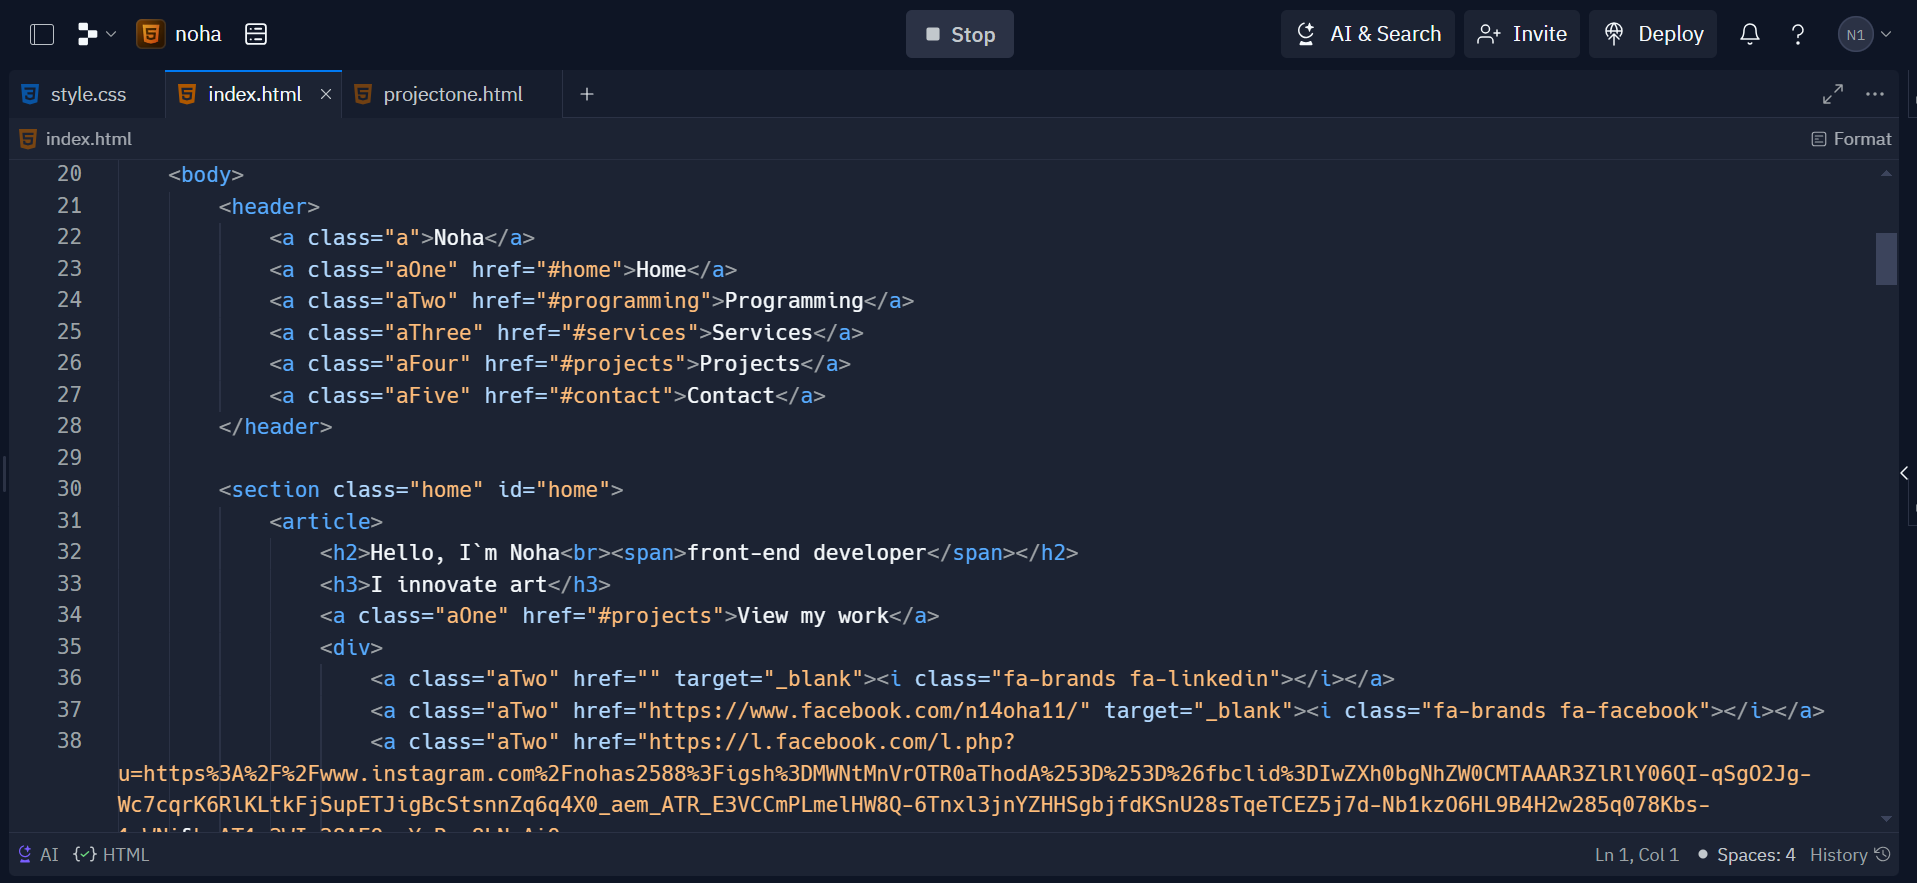 noha
Stop
AI & Search
Invite
Deploy
N1
style.css
index.html
projectone.html
index.html
Format
20 <body>
21 <header>
22 <a class="a">Noha</a>
23 <a class="aOne" href="#home">Home</a>
24 <a class="aTwo" href="#programming">Programming</a>
25 <a class="aThree" href="#services">Services</a>
26 <a class="aFour" href="#projects">Projects</a>
27 <a class="aFive" href="#contact">Contact</a>
28 </header>
29
30 <section class="home" id="home">
31 <article>
32 <h2>Hello, I`m Noha<br><span>front-end developer</span></h2>
33 <h3>I innovate art</h3>
34 <a class="aOne" href="#projects">View my work</a>
35 <div>
36 <a class="aTwo" href="" target="_blank"><i class="fa-brands fa-linkedin"></i></a>
37 <a class="aTwo" href="https://www.facebook.com/n14oha11/" target="_blank"><i class="fa-brands fa-facebook"></i></a>
38 <a class="aTwo" href="https://l.facebook.com/l.php?
u=https%3A%2F%2Fwww.instagram.com%2Fnohas2588%3Figsh%3DMWNtMnVrOTR0aThodA%253D%253D%26fbclid%3DIwZXh0bgNhZW0CMTAAAR3ZlRlY06QI-qSgO2Jg-
Wc7cqrK6RlKLtkFjSupETJigBcStsnnZq6q4X0_aem_ATR_E3VCCmPLmelHW8Q-6Tnxl3jnYZHHSgbjfdKSnU28sTqeTCEZ5j7d-Nb1kzO6HL9B4H2w285q078Kbs-
AI
HTML
Ln 1, Col 1
Spaces: 4
History